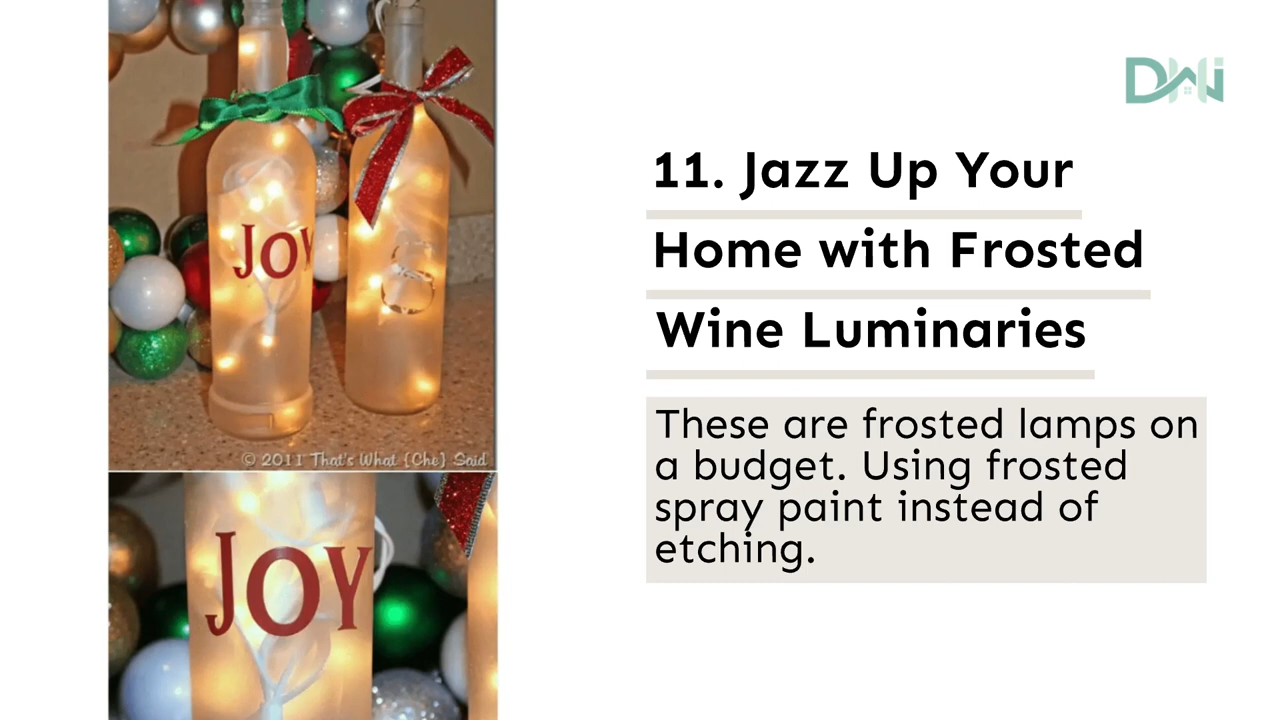 DHi
11. Jazz Up Your
Home with Frosted
Wine Luminaries
These are frosted lamps on
a budget. Using frosted
spray paint instead of
etching.
JOY
© 2011 That's What {Che} Said
JOY